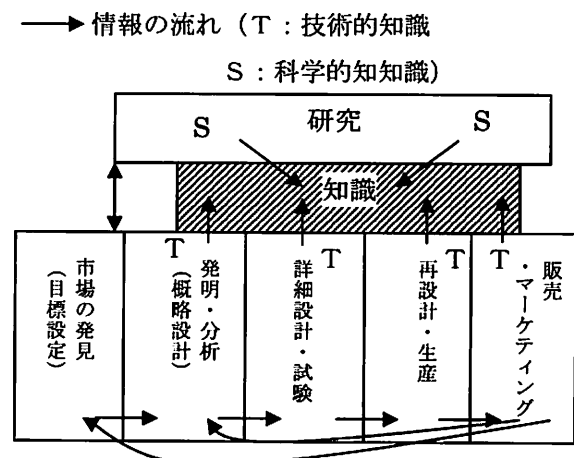 → 情報の流れ（T：技術的知識
S：科学的知知識）
S 研究 S
知識
T T T T
市場の発見
(目標設定)
発明・分析
(概略設計)
詳細設計・試験
再設計・生産
販売
・マーケティング